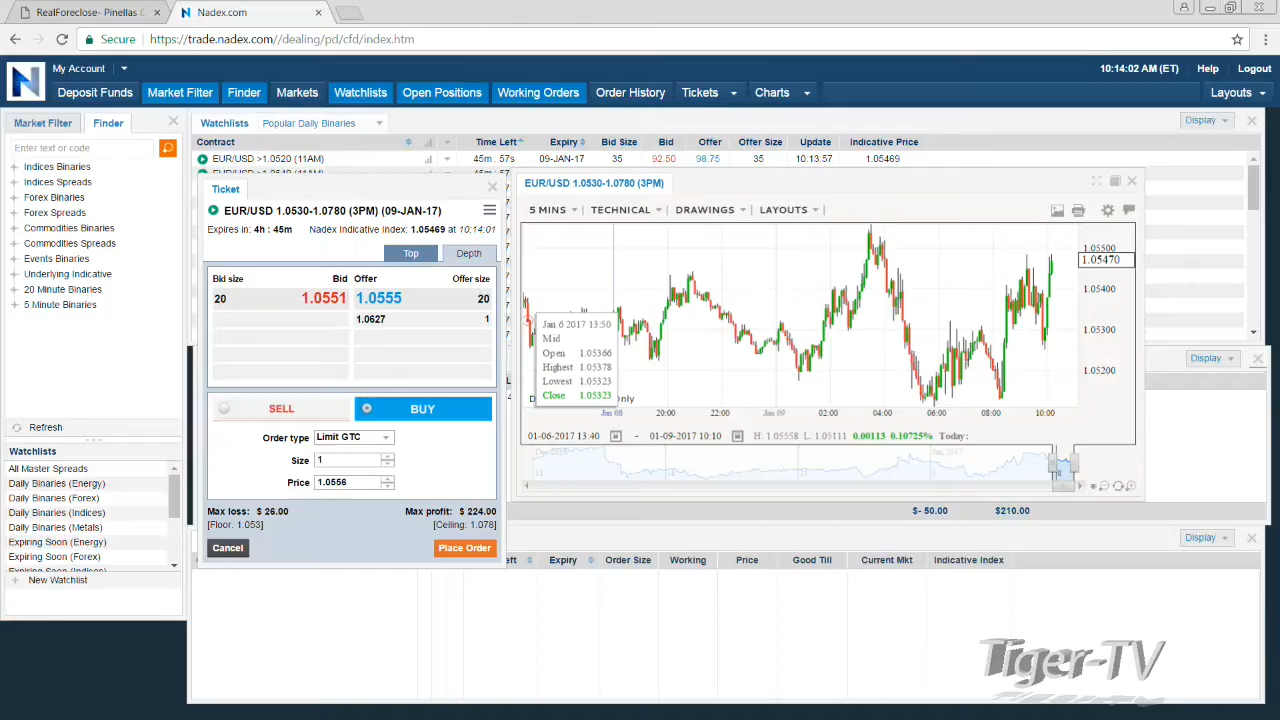 RealForeclose- Pinellas C
Nadex.com
Secure
https://trade.nadex.com//dealing/pd/cfd/index.htm
N
My Account
10:14:02 AM (ET)
Help
Logout
Deposit Funds
Market Filter
Finder
Markets
Watchlists
Open Positions
Working Orders
Order History
Tickets
Charts
Layouts
Market Filter
Finder
Enter text or code
Indices Binaries
Indices Spreads
Forex Binaries
Forex Spreads
Commodities Binaries
Commodities Spreads
Events Binaries
Underlying Indicative
20 Minute Binaries
5 Minute Binaries
Refresh
Watchlists
All Master Spreads
Daily Binaries (Energy)
Daily Binaries (Forex)
Daily Binaries (Indices)
Daily Binaries (Metals)
Expiring Soon (Energy)
Expiring Soon (Forex)
Expiring Soon (Indices)
New Watchlist
Watchlists
Popular Daily Binaries
Display
Contract
Time Left
Expiry
Bid Size
Bid
Offer
Offer Size
Update
Indicative Price
EUR/USD >1.0520 (11AM)
45m : 57s
09-JAN-17
35
92.50
98.75
35
10:13:57
1.05469
Ticket
EUR/USD 1.0530-1.0780 (3PM) (09-JAN-17)
Expires in: 4h : 45m
Nadex Indicative Index: 1.05469 at 10:14:01
Top
Depth
Bid size
Bid
Offer
Offer size
20
1.0551
1.0555
20
1.0627
1
SELL
BUY
Order type
Limit GTC
Size
1
Price
1.0556
Max loss: $ 26.00
Max profit: $ 224.00
[Floor: 1.053]
[Ceiling: 1.078]
Cancel
Place Order
EUR/USD 1.0530-1.0780 (3PM)
5 MINS
TECHNICAL
DRAWINGS
LAYOUTS
1.05500
1.05470
1.05400
1.05300
1.05200
Jan 6 2017 13:50
Mid
Open 1.05366
Highest 1.05378
Lowest 1.05323
Close 1.05323
Jan 08
20:00
22:00
Jan 09
02:00
04:00
06:00
08:00
10:00
01-06-2017 13:40
-
01-09-2017 10:10
H: 1.05558
L: 1.05111
0.00113
0.10725%
Today:
Display
$- 50.00
$210.00
Display
Expiry
Order Size
Working
Price
Good Till
Current Mkt
Indicative Index
Tiger-TV